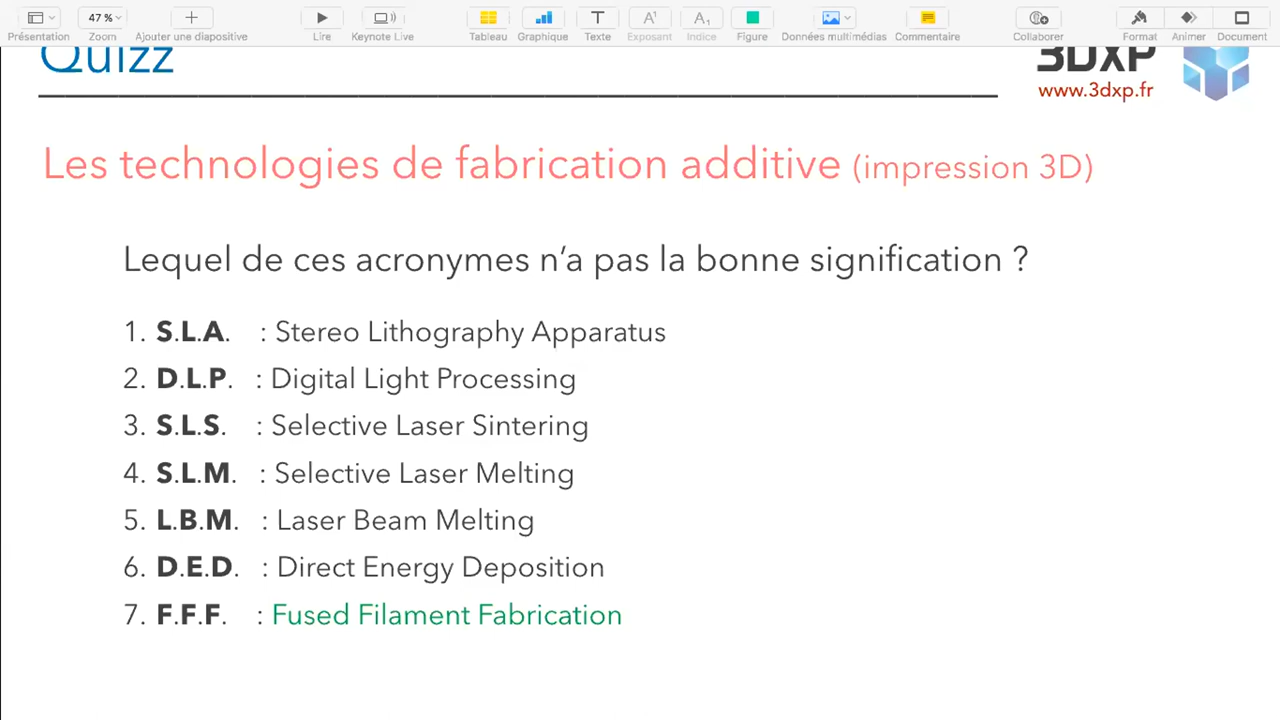 47 %
Présentation Zoom Ajouter une diapositive Lire Keynote Live Tableau Graphique Texte Exposant Indice Figure Données multimédias Commentaire Collaborer Format Animer Document
Quizz
3DXP
www.3dxp.fr
Les technologies de fabrication additive (impression 3D)
Lequel de ces acronymes n’a pas la bonne signification ?
1. S.L.A. : Stereo Lithography Apparatus
2. D.L.P. : Digital Light Processing
3. S.L.S. : Selective Laser Sintering
4. S.L.M. : Selective Laser Melting
5. L.B.M. : Laser Beam Melting
6. D.E.D. : Direct Energy Deposition
7. F.F.F. : Fused Filament Fabrication